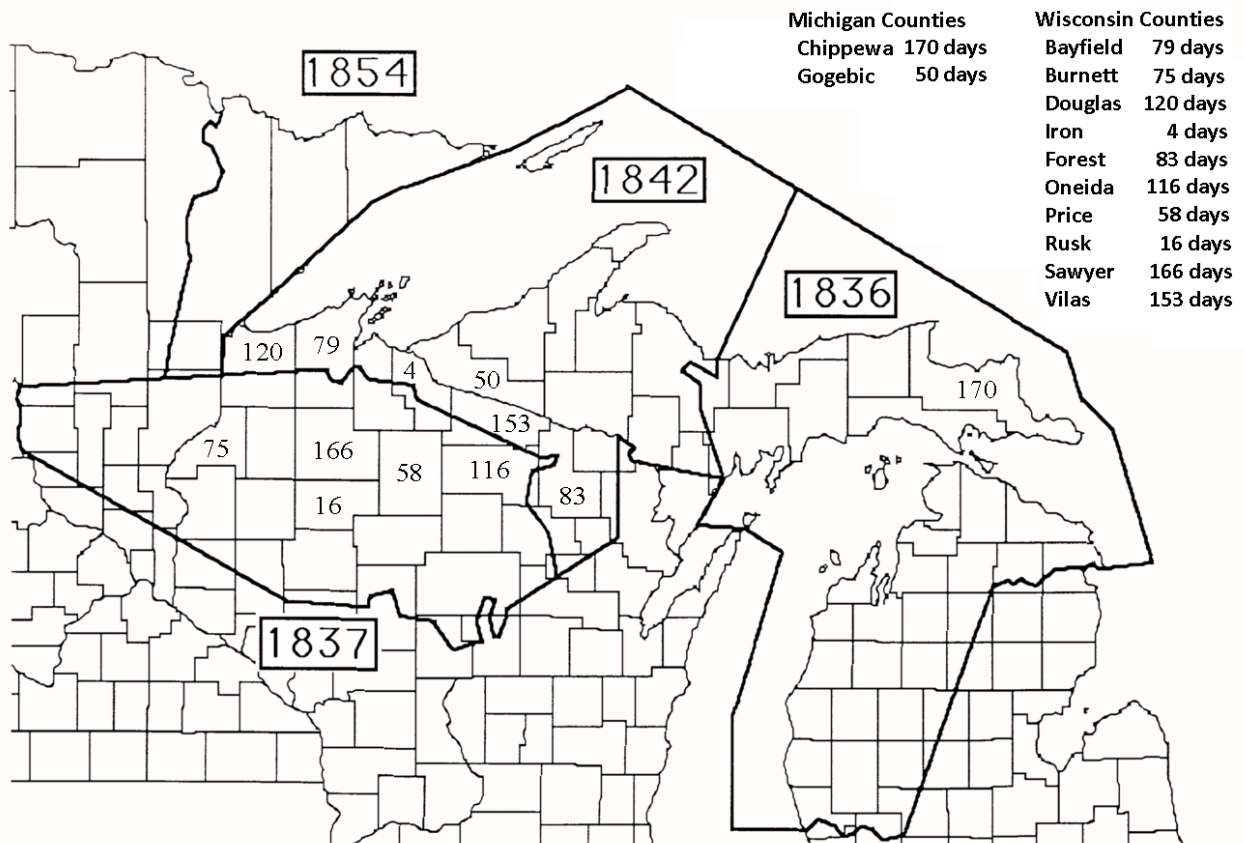 Michigan Counties
Chippewa 170 days
Gogebic 50 days
Wisconsin Counties
Bayfield 79 days
Burnett 75 days
Douglas 120 days
Iron 4 days
Forest 83 days
Oneida 116 days
Price 58 days
Rusk 16 days
Sawyer 166 days
Vilas 153 days
1854
1842
1836
120
79
4
50
170
153
75
166
58
116
16
83
1837